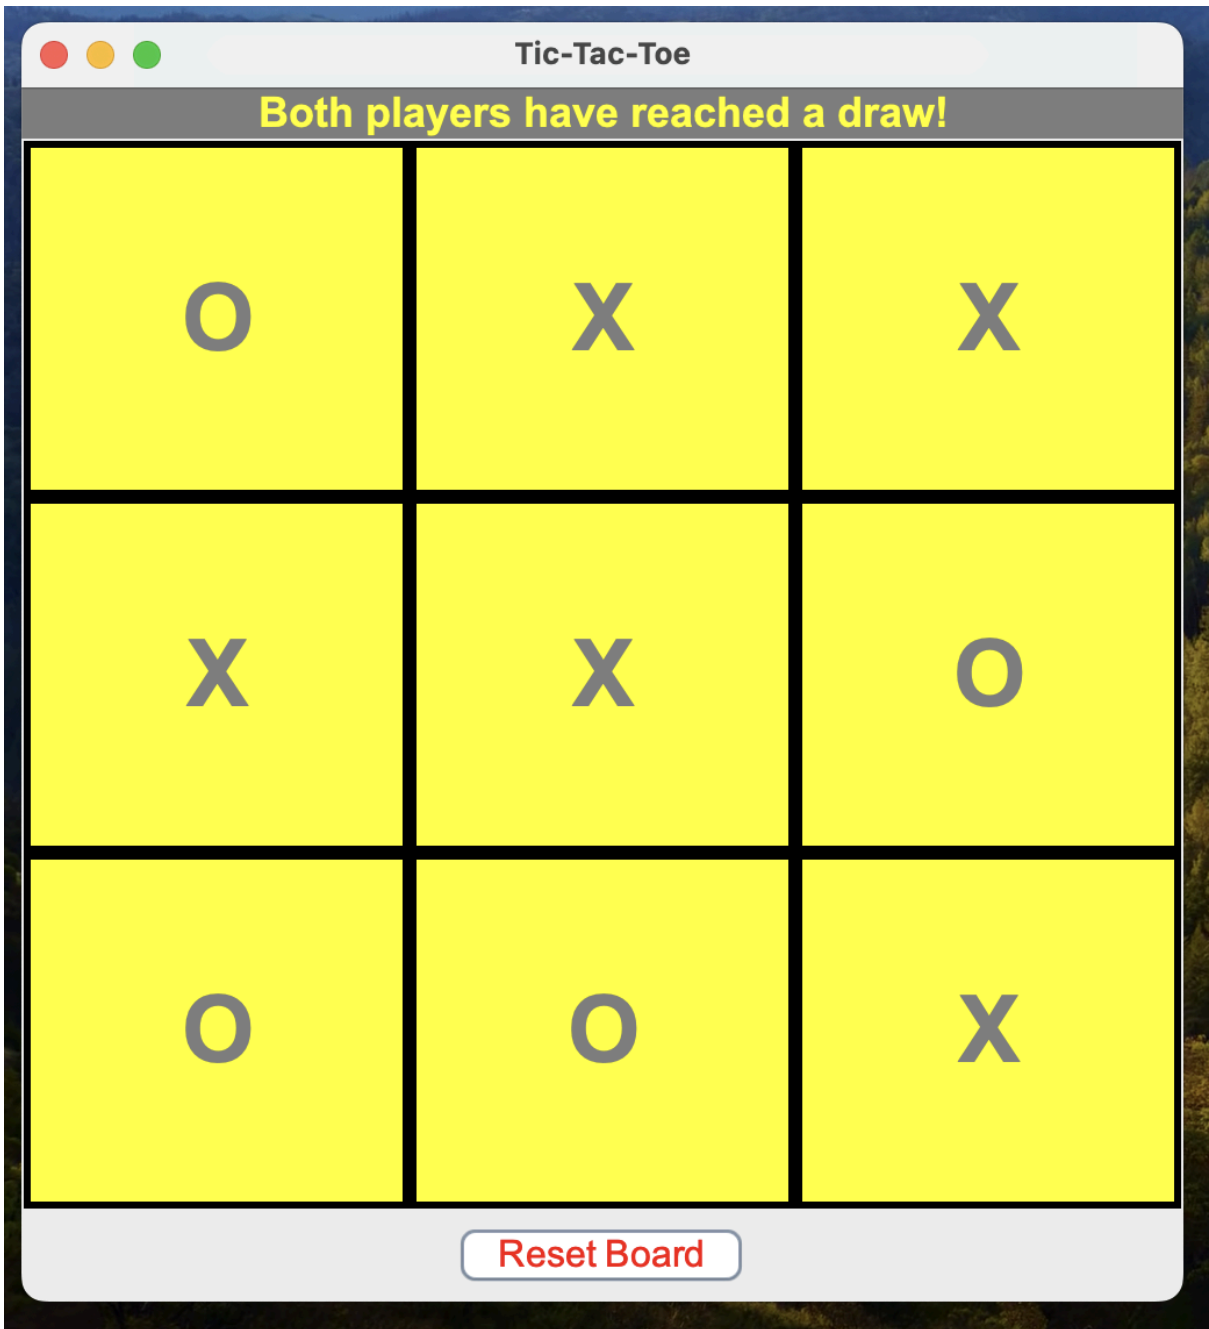 Tic-Tac-Toe
Both players have reached a draw!
O X X
X X O
O O X
Reset Board